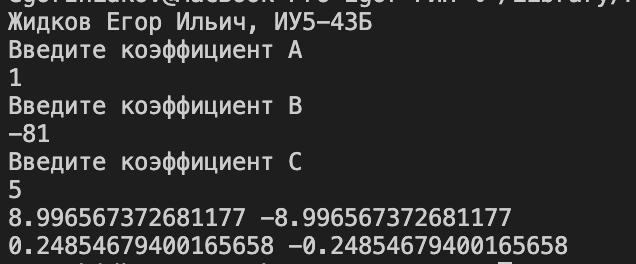 Жидков Егор Ильич, ИУ5-43Б
Введите коэффициент А
1
Введите коэффициент В
-81
Введите коэффициент С
5
8.996567372681177 -8.996567372681177
0.24854679400165658 -0.24854679400165658